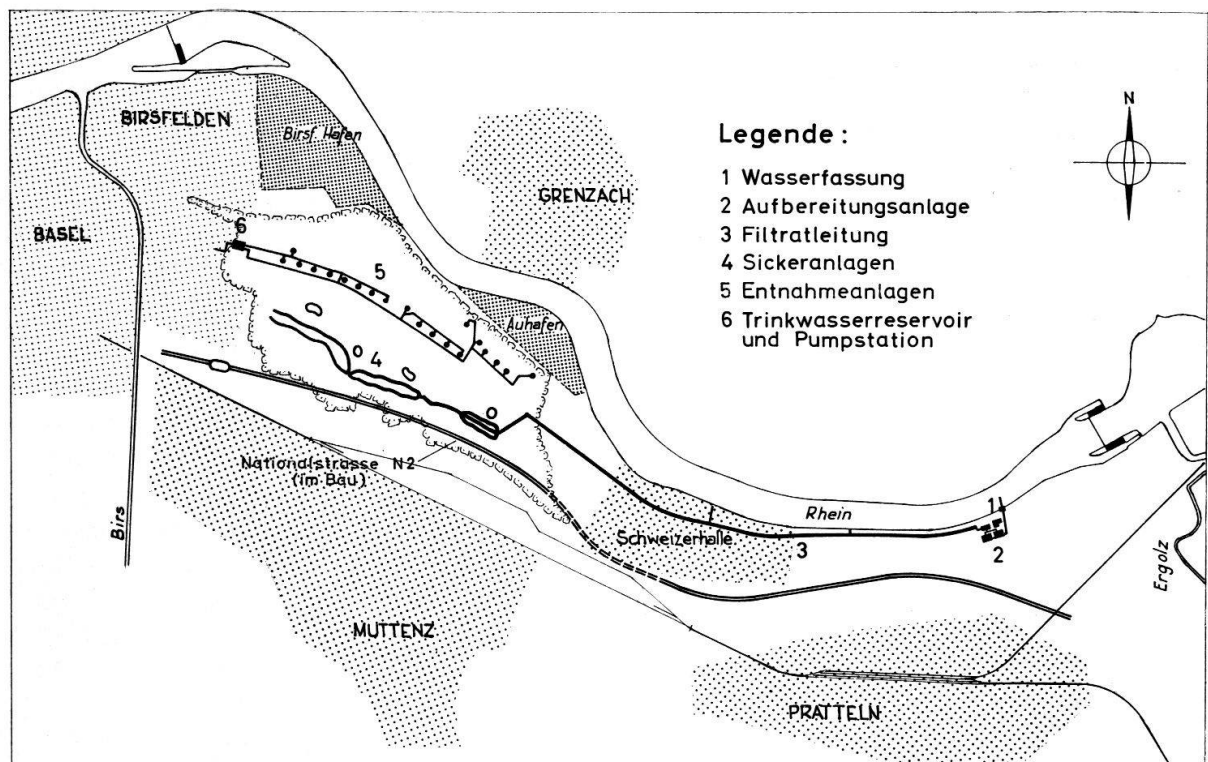 BIRSFELDEN
Birsf. Hafen
GRENZACH
BASEL
6
5
Auhafen
4
Nationalstrasse N2
(im Bau)
Birs
Schweizerhalle
Rhein
3
1
2
Ergolz
MUTTENZ
PRATTELN
N
Legende :
1 Wasserfassung
2 Aufbereitungsanlage
3 Filtratleitung
4 Sickeranlagen
5 Entnahmeanlagen
6 Trinkwasserreservoir
und Pumpstation